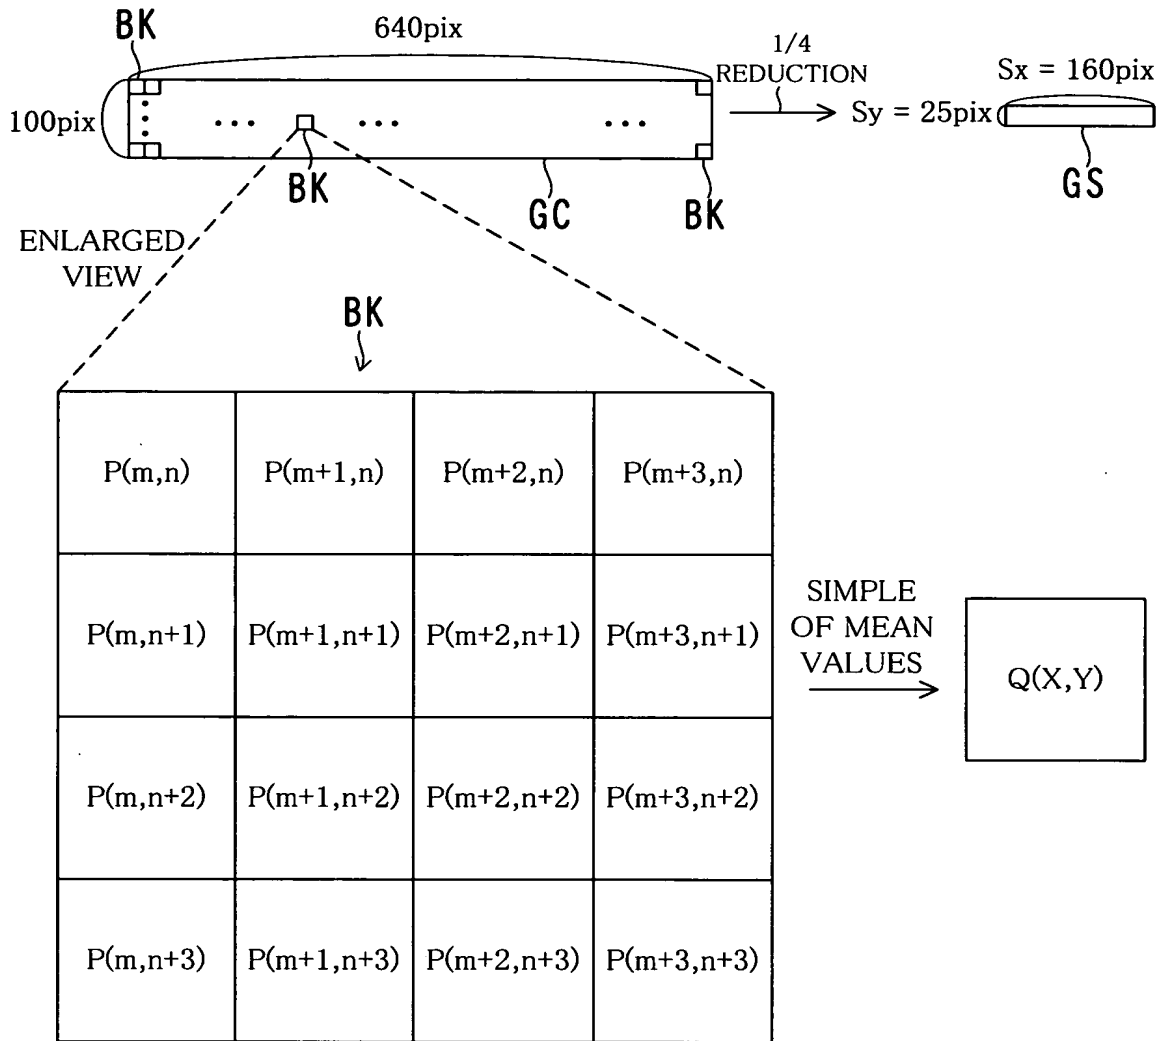 BK
640pix
1/4
REDUCTION
Sx = 160pix
100pix
Sy = 25pix
BK
GC
BK
GS
ENLARGED
VIEW
BK
P(m,n) P(m+1,n) P(m+2,n) P(m+3,n)
P(m,n+1) P(m+1,n+1) P(m+2,n+1) P(m+3,n+1)
SIMPLE
OF MEAN
VALUES
Q(X,Y)
P(m,n+2) P(m+1,n+2) P(m+2,n+2) P(m+3,n+2)
P(m,n+3) P(m+1,n+3) P(m+2,n+3) P(m+3,n+3)